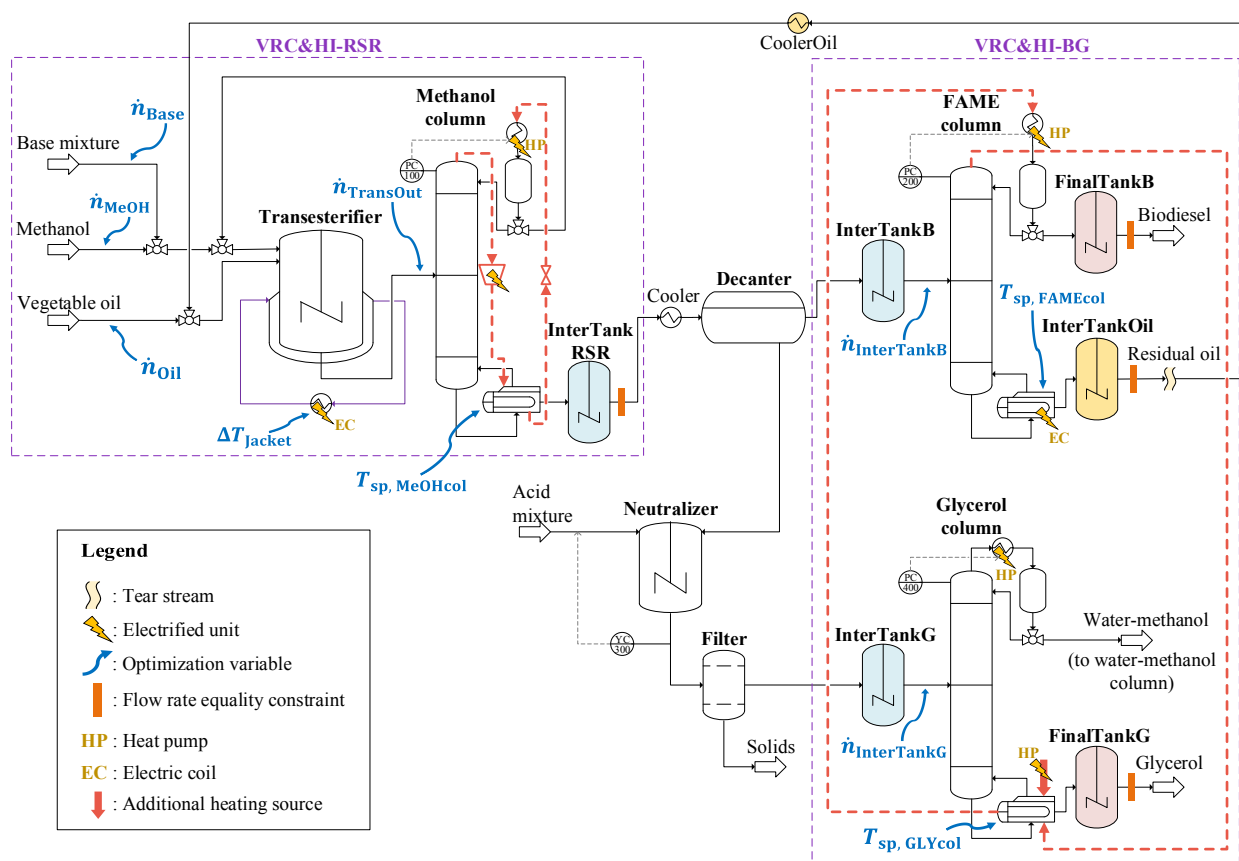 VRC&HI-RSR
CoolerOil
VRC&HI-BG
ṅBase
Base mixture
ṅMeOH
Methanol
Vegetable oil
ṅOil
Transesterifier
ΔTJacket
EC
ṅTransOut
Methanol
column
HP
PC
100
Tsp, MeOHcol
InterTank
RSR
Cooler
Decanter
FAME
column
HP
PC
200
FinalTankB
Biodiesel
InterTankB
ṅInterTankB
Tsp, FAMEcol
InterTankOil
Residual oil
EC
Acid
mixture
Neutralizer
YC
300
Filter
Solids
Glycerol
column
HP
PC
400
Water-methanol
(to water-methanol
column)
InterTankG
ṅInterTankG
HP
FinalTankG
Glycerol
Tsp, GLYcol
Legend
: Tear stream
: Electrified unit
: Optimization variable
: Flow rate equality constraint
HP : Heat pump
EC : Electric coil
: Additional heating source